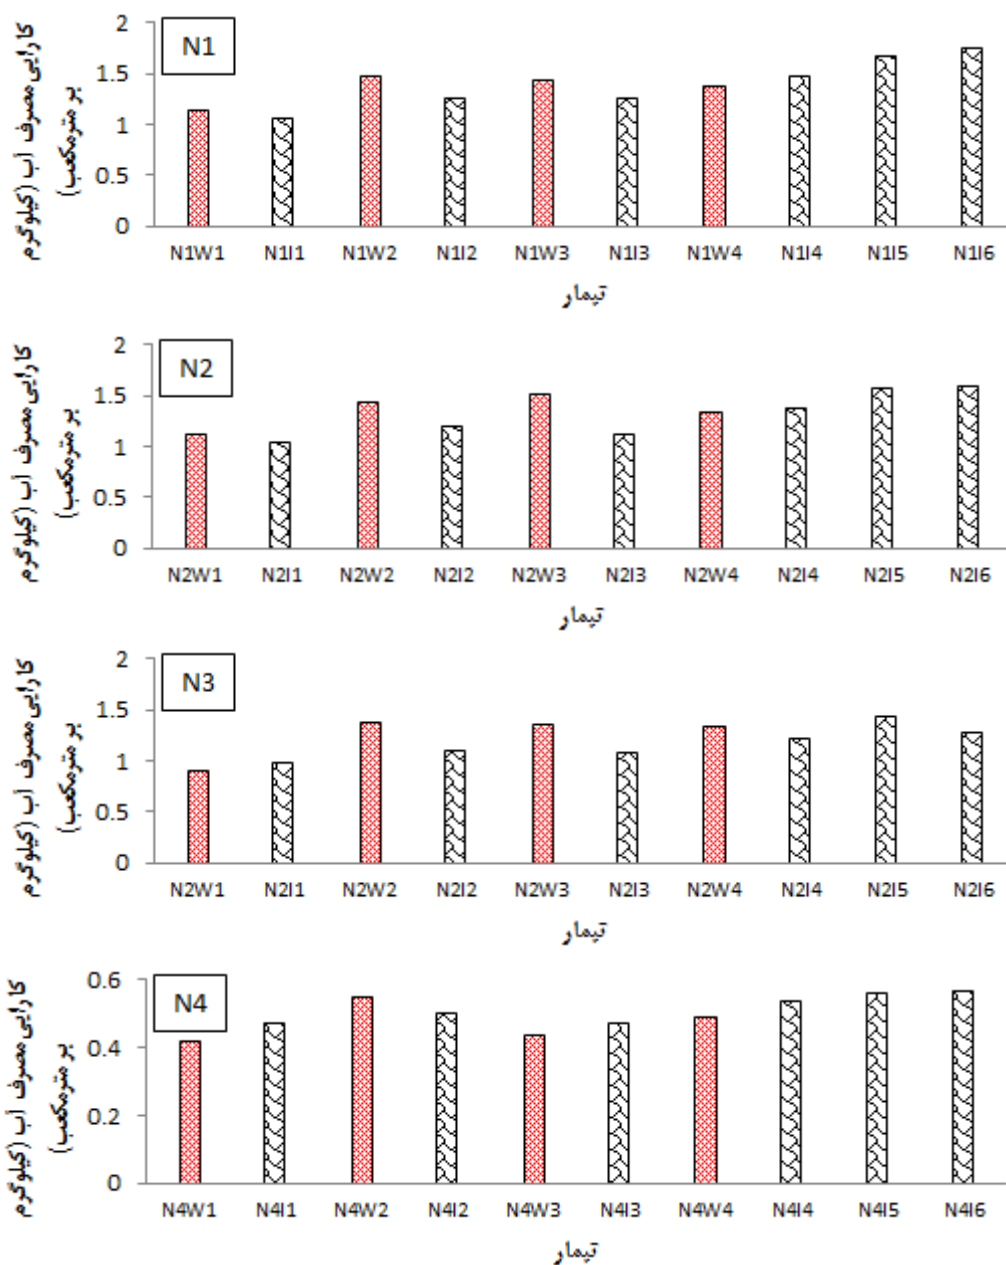 N1
کارایی مصرف آب (کیلوگرم
بر مترمکعب)
2
1.5
1
0.5
0
N1W1 N1I1 N1W2 N1I2 N1W3 N1I3 N1W4 N1I4 N1I5 N1I6
تیمار
N2
کارایی مصرف آب (کیلوگرم
بر مترمکعب)
2
1.5
1
0.5
0
N2W1 N2I1 N2W2 N2I2 N2W3 N2I3 N2W4 N2I4 N2I5 N2I6
تیمار
N3
کارایی مصرف آب (کیلوگرم
بر مترمکعب)
2
1.5
1
0.5
0
N2W1 N2I1 N2W2 N2I2 N2W3 N2I3 N2W4 N2I4 N2I5 N2I6
تیمار
N4
کارایی مصرف آب (کیلوگرم
بر مترمکعب)
0.6
0.4
0.2
0
N4W1 N4I1 N4W2 N4I2 N4W3 N4I3 N4W4 N4I4 N4I5 N4I6
تیمار